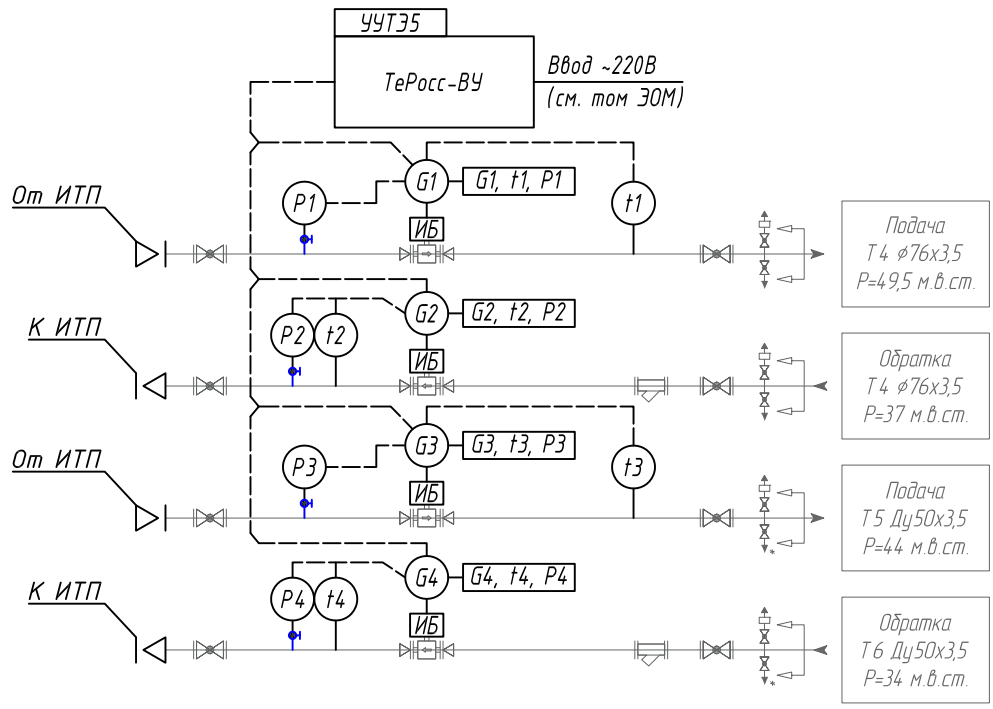 УУТЭ5
ТеРосс-ВУ
Ввод ~220В
(см. том ЭОМ)
От ИТП
P1
G1
G1, t1, P1
t1
ИБ
Подача
Т4 ϕ76х3,5
Р=49,5 м.в.ст.
К ИТП
P2
t2
G2
G2, t2, P2
ИБ
Обратка
Т4 ϕ76х3,5
Р=37 м.в.ст.
От ИТП
P3
G3
G3, t3, P3
t3
ИБ
*
Подача
Т5 Ду50х3,5
Р=44 м.в.ст.
К ИТП
P4
t4
G4
G4, t4, P4
ИБ
*
Обратка
Т6 Ду50х3,5
Р=34 м.в.ст.